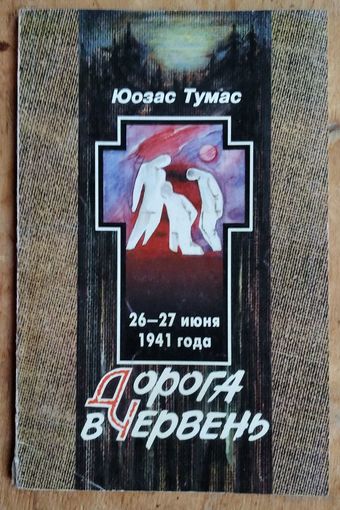 Юозас Тумас
26—27 июня
1941 года
Дорога
в Червень